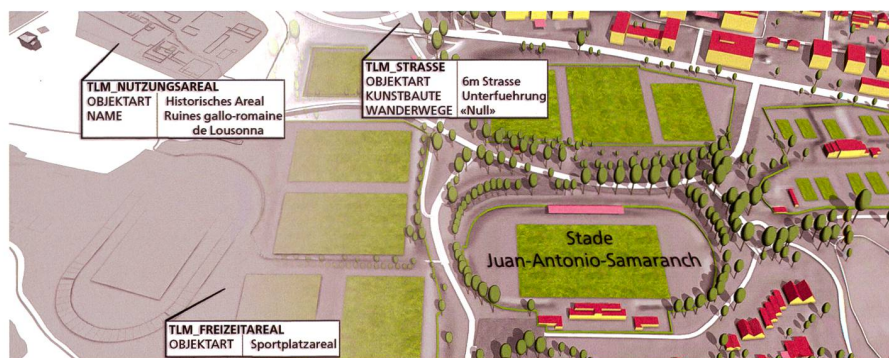 TLM_NUTZUNGSAREAL
OBJEKTART Historisches Areal
NAME Ruines gallo-romaine
de Lousonna
TLM_STRASSE
OBJEKTART 6m Strasse
KUNSTBAUTE Unterfuehrung
WANDERWEGE «Null»
Stade
Juan-Antonio-Samaranch
TLM_FREIZEITAREAL
OBJEKTART Sportplatzareal